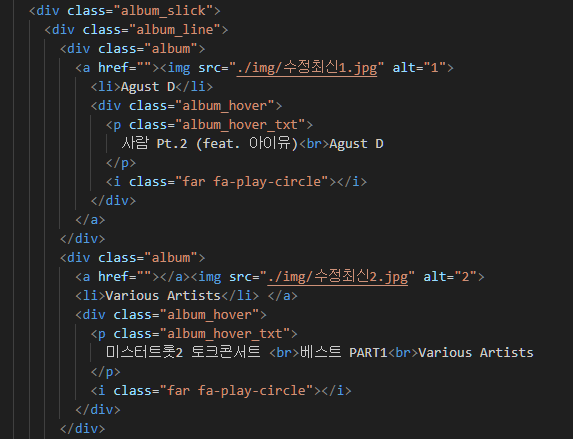 <div class="album_slick">
<div class="album_line">
<div class="album">
<a href=""><img src="./img/수정최신1.jpg" alt="1">
<li>Agust D</li>
<div class="album_hover">
<p class="album_hover_txt">
사람 Pt.2 (feat. 아이유)<br>Agust D
</p>
<i class="far fa-play-circle"></i>
</div>
</a>
</div>
<div class="album">
<a href=""></a><img src="./img/수정최신2.jpg" alt="2">
<li>Various Artists</li> </a>
<div class="album_hover">
<p class="album_hover_txt">
미스터트롯2 토크콘서트 <br>베스트 PART1<br>Various Artists
</p>
<i class="far fa-play-circle"></i>
</div>
</div>